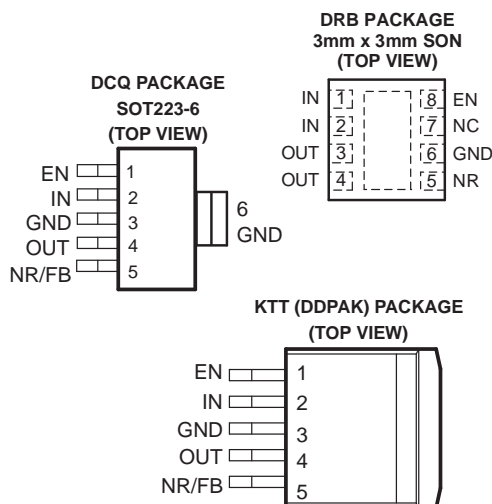 DRB PACKAGE
3mm x 3mm SON
(TOP VIEW)
IN 1 8 EN
IN 2 7 NC
OUT 3 6 GND
OUT 4 5 NR
DCQ PACKAGE
SOT223-6
(TOP VIEW)
EN 1
IN 2
GND 3
OUT 4
NR/FB 5
6
GND
KTT (DDPAK) PACKAGE
(TOP VIEW)
EN 1
IN 2
GND 3
OUT 4
NR/FB 5